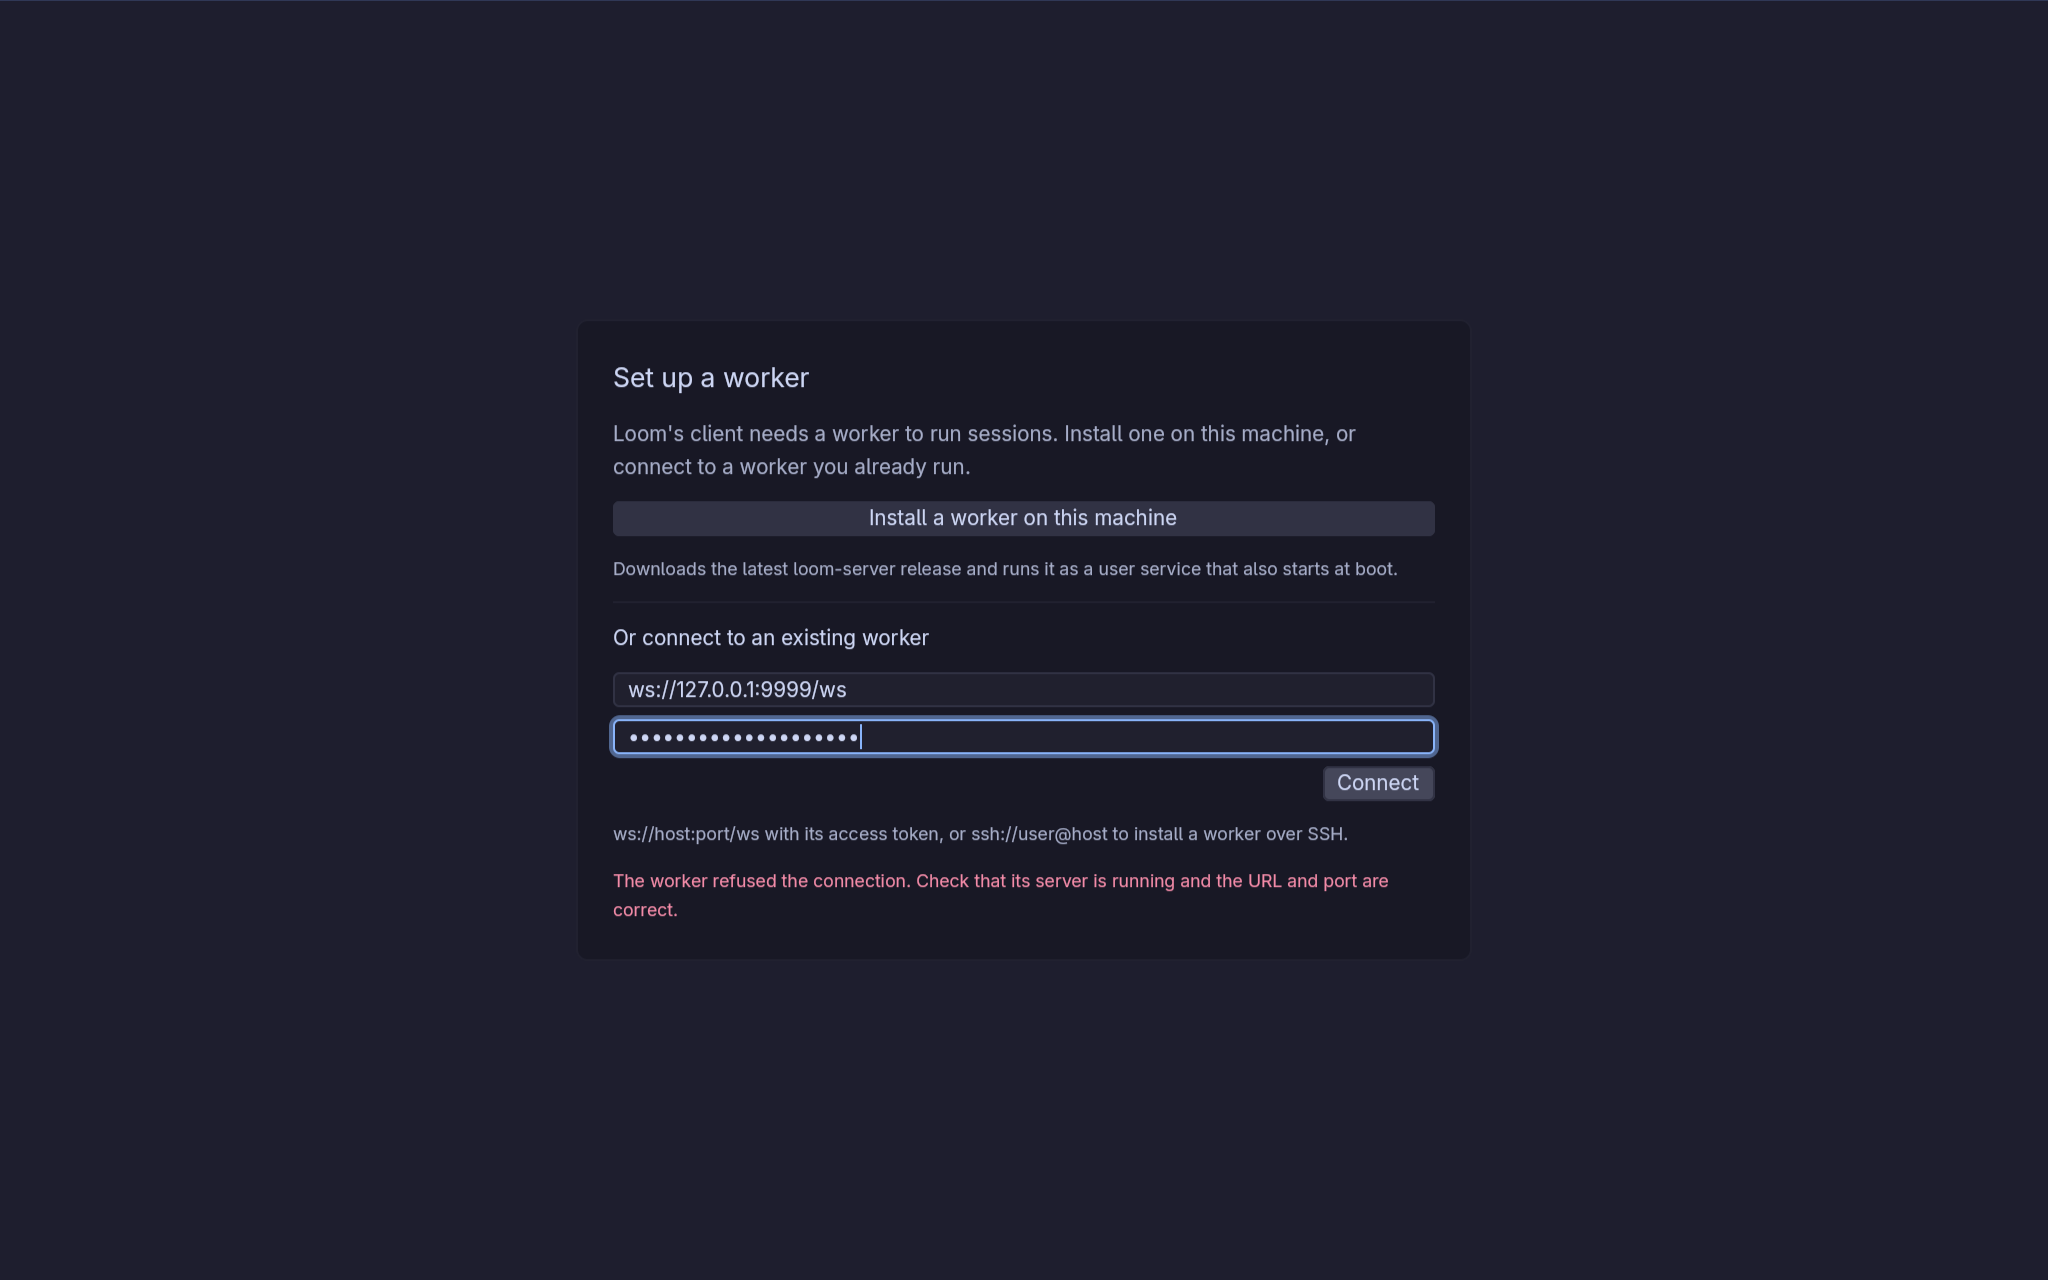 Set up a worker
Loom's client needs a worker to run sessions. Install one on this machine, or
connect to a worker you already run.
Install a worker on this machine
Downloads the latest loom-server release and runs it as a user service that also starts at boot.
Or connect to an existing worker
ws://127.0.0.1:9999/ws
••••••••••••••••••••
Connect
ws://host:port/ws with its access token, or ssh://user@host to install a worker over SSH.
The worker refused the connection. Check that its server is running and the URL and port are
correct.